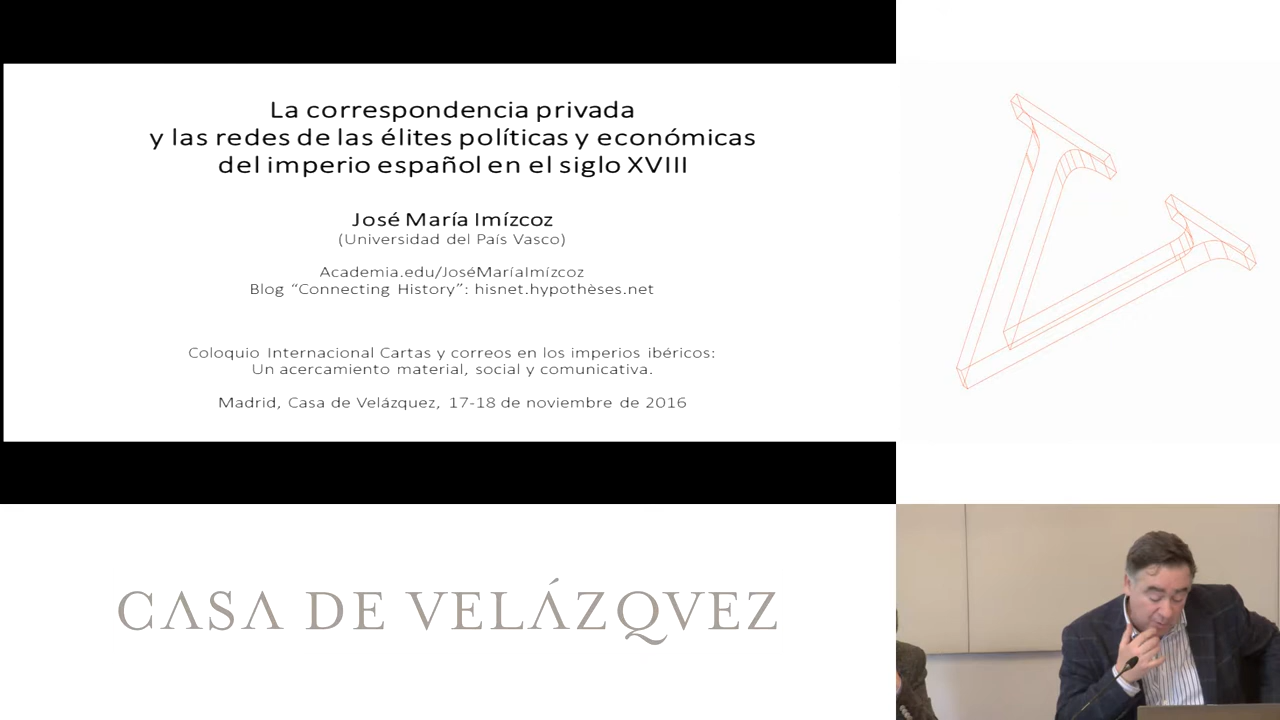 La correspondencia privada
y las redes de las élites políticas y económicas
del imperio español en el siglo XVIII
José María Imízcoz
(Universidad del País Vasco)
Academia.edu/JoséMaríaImízcoz
Blog “Connecting History”: hisnet.hypothèses.net
Coloquio Internacional Cartas y correos en los imperios ibéricos:
Un acercamiento material, social y comunicativa.
Madrid, Casa de Velázquez, 17-18 de noviembre de 2016
CASA DE VELÁZQVEZ